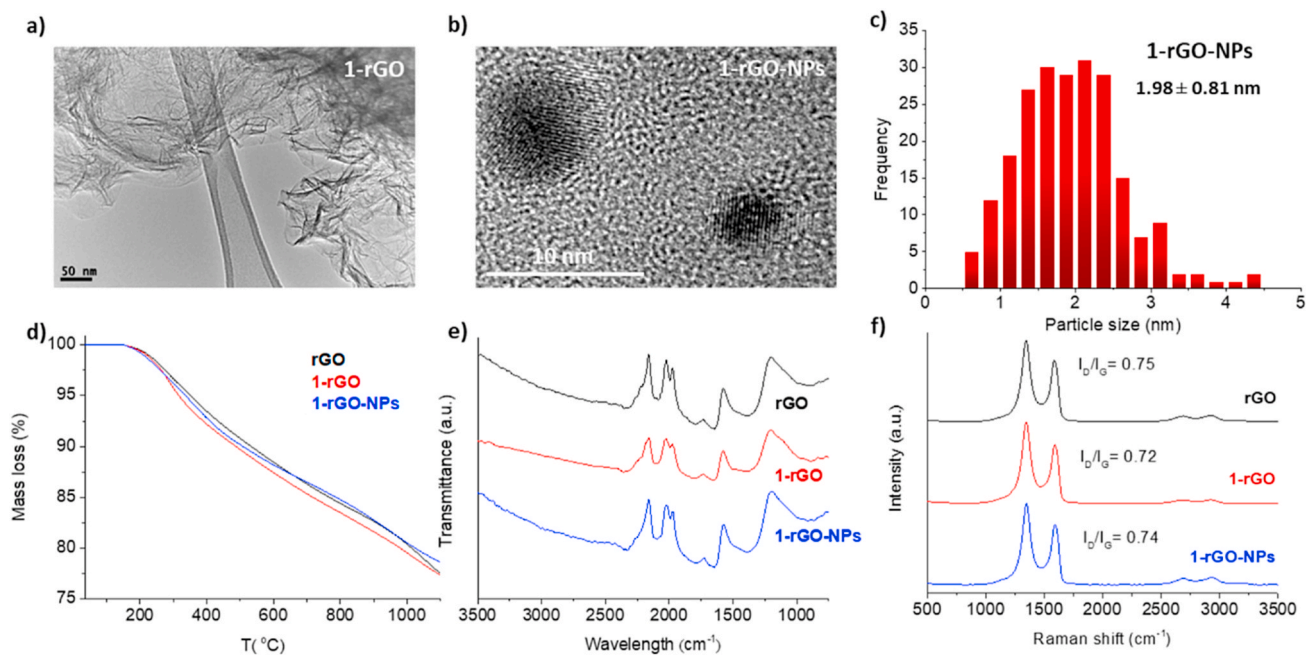 a)
1-rGO
50 nm
b)
1-rGO-NPs
10 nm
c)
1-rGO-NPs
1.98 ± 0.81 nm
Frequency
35
30
25
20
15
10
5
0
0 1 2 3 4 5
Particle size (nm)
d)
rGO
1-rGO
1-rGO-NPs
Mass loss (%)
100
95
90
85
80
75
200 400 600 800 1000
T( °C)
e)
Transmittance (a.u.)
rGO
1-rGO
1-rGO-NPs
3500 3000 2500 2000 1500 1000
Wavelength (cm⁻¹)
f)
Intensity (a.u.)
I_D/I_G= 0.75
rGO
I_D/I_G= 0.72
1-rGO
I_D/I_G= 0.74
1-rGO-NPs
500 1000 1500 2000 2500 3000 3500
Raman shift (cm⁻¹)